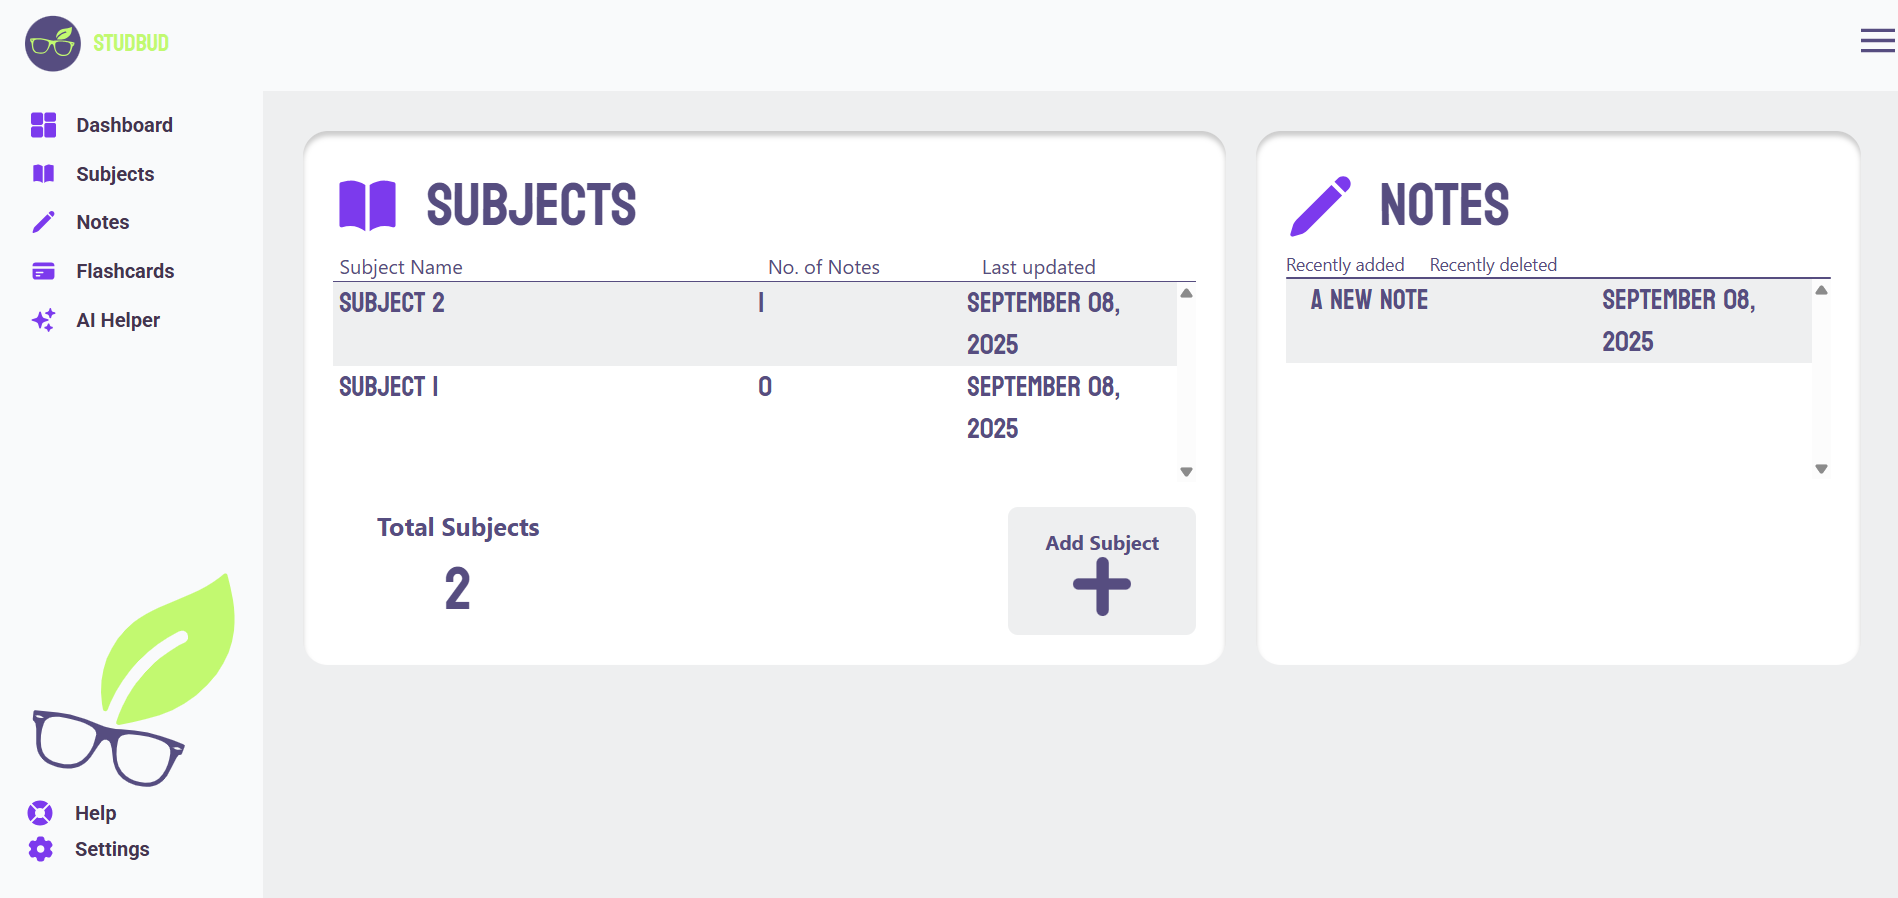 STUDBUD
Dashboard
Subjects
Notes
Flashcards
AI Helper
Help
Settings
SUBJECTS
Subject Name No. of Notes Last updated
SUBJECT 2 1 SEPTEMBER 08,
2025
SUBJECT 1 0 SEPTEMBER 08,
2025
Total Subjects
2
Add Subject
NOTES
Recently added Recently deleted
A NEW NOTE SEPTEMBER 08,
2025